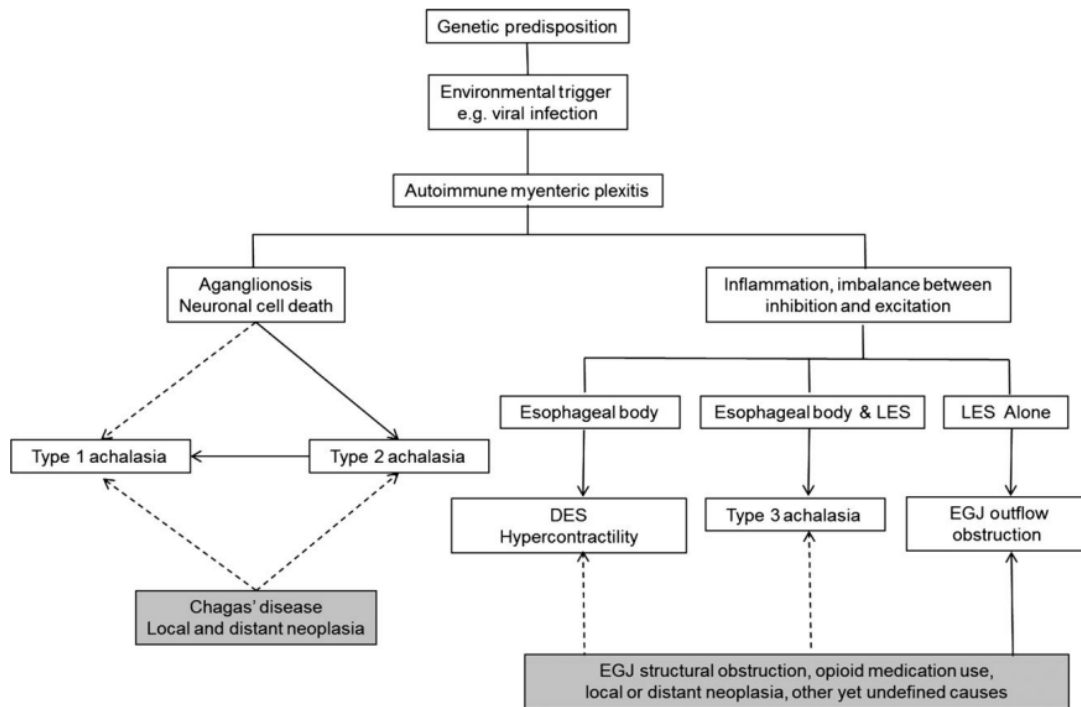 Genetic predisposition
Environmental trigger
e.g. viral infection
Autoimmune myenteric plexitis
Aganglionosis
Neuronal cell death
Inflammation, imbalance between
inhibition and excitation
Esophageal body
Esophageal body & LES
LES Alone
Type 1 achalasia
Type 2 achalasia
DES
Hypercontractility
Type 3 achalasia
EGJ outflow
obstruction
Chagas’ disease
Local and distant neoplasia
EGJ structural obstruction, opioid medication use,
local or distant neoplasia, other yet undefined causes